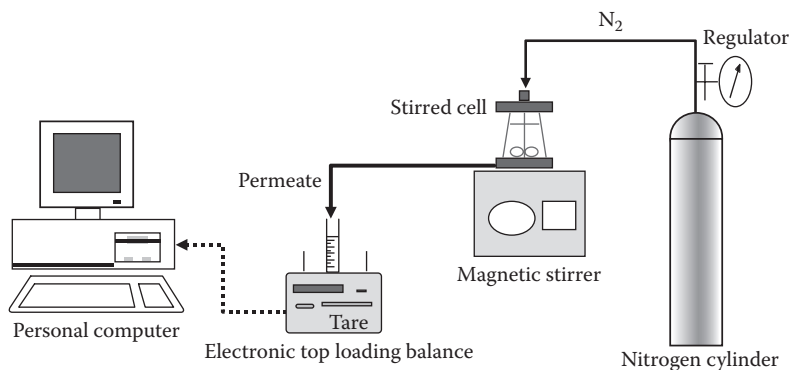 N2
Regulator
Stirred cell
Permeate
Magnetic stirrer
Tare
Personal computer
Electronic top loading balance
Nitrogen cylinder